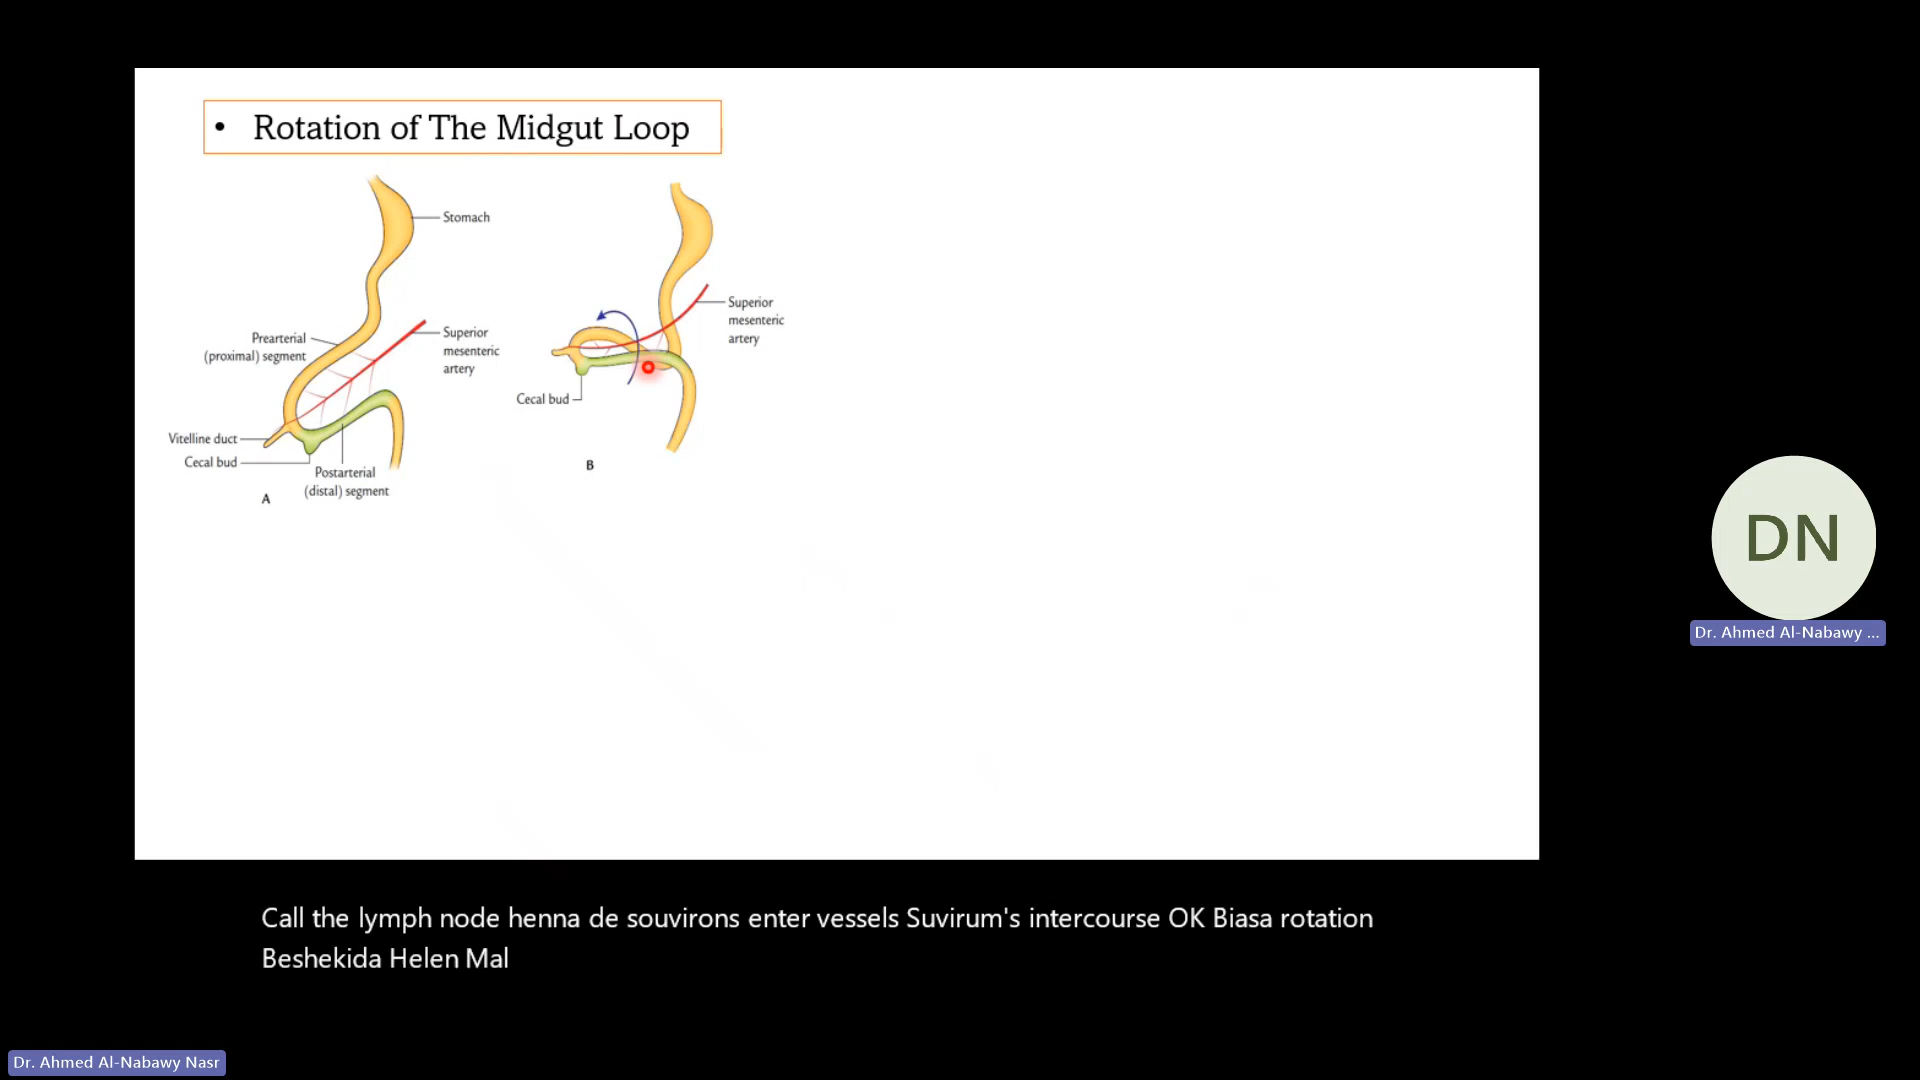 • Rotation of The Midgut Loop
Stomach
Prearterial
(proximal) segment
Superior
mesenteric
artery
Vitelline duct
Cecal bud
Postarterial
(distal) segment
A
Superior
mesenteric
artery
Cecal bud
B
DN
Dr. Ahmed Al-Nabawy ...
Call the lymph node henna de souvirons enter vessels Suvirum's intercourse OK Biasa rotation
Beshekida Helen Mal
Dr. Ahmed Al-Nabawy Nasr